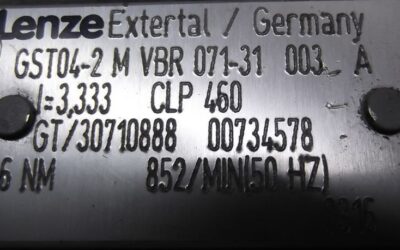 Lenze Extertal / Germany
GST04-2 M VBR 071-31 003 A
I=3,333 CLP 460
GT/30710888 00734578
6 NM 852/MIN(50 HZ)